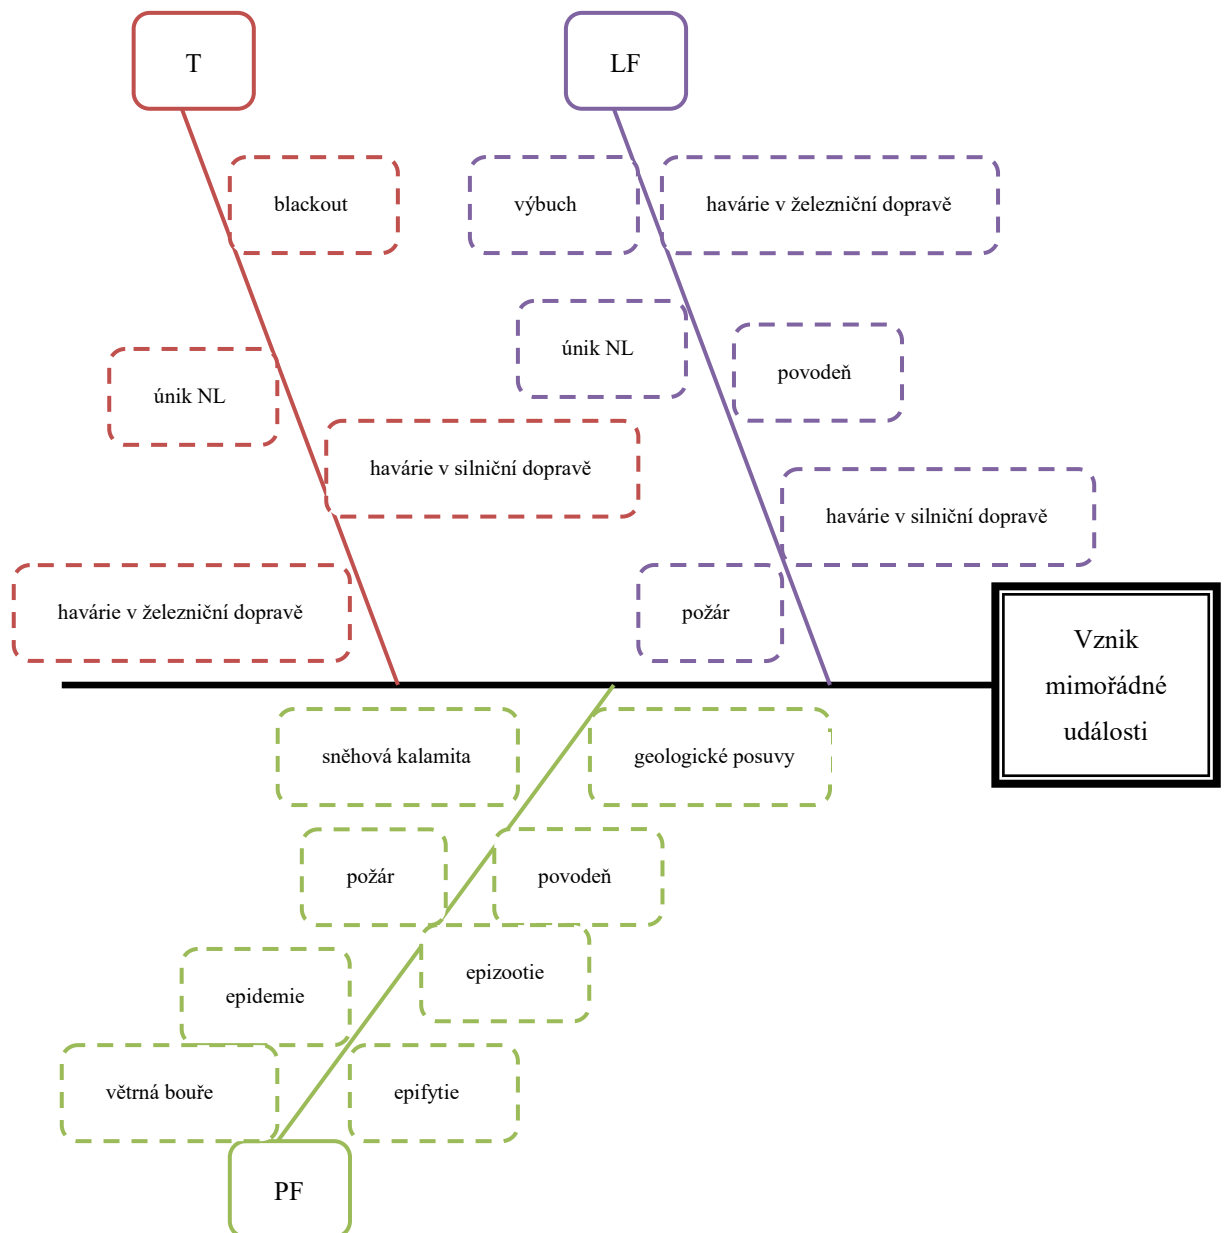 T
LF
blackout
výbuch
havárie v železniční dopravě
únik NL
povodeň
únik NL
havárie v silniční dopravě
havárie v silniční dopravě
havárie v železniční dopravě
požár
Vznik
mimořádné
události
sněhová kalamita
geologické posuvy
požár
povodeň
epizootie
epidemie
větrná bouře
epifytie
PF